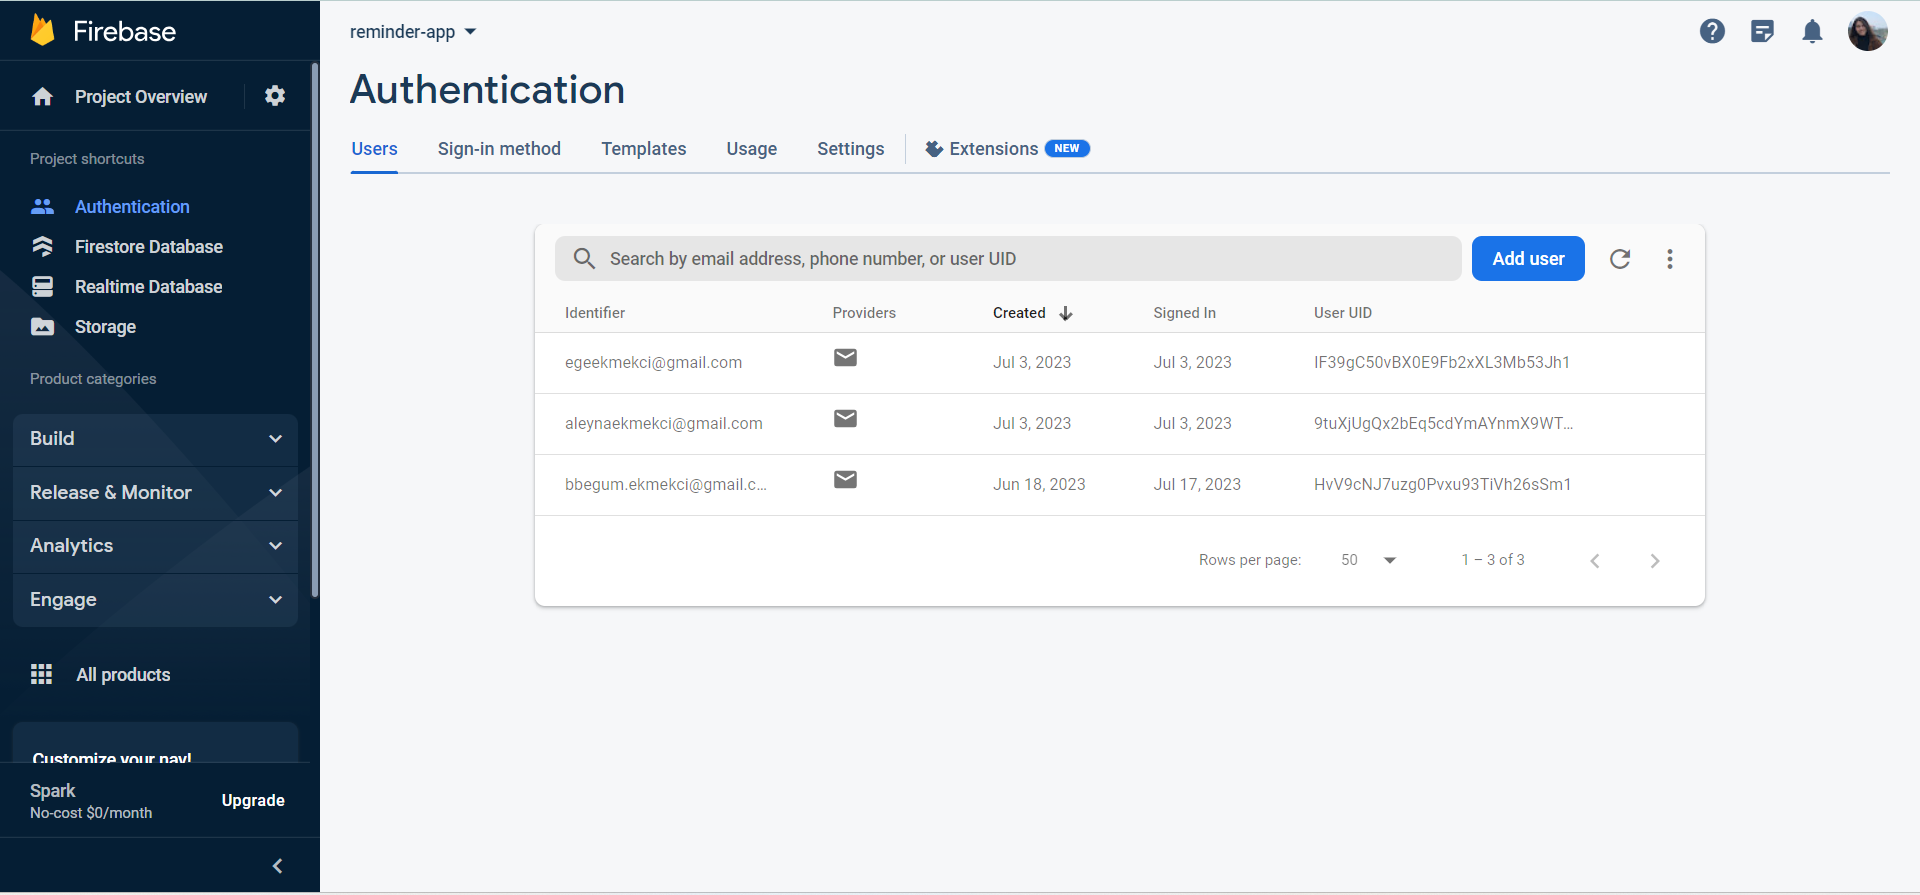 Firebase
Project Overview
Project shortcuts
Authentication
Firestore Database
Realtime Database
Storage
Product categories
Build
Release & Monitor
Analytics
Engage
All products
Customize your nav!
Spark
No-cost $0/month
Upgrade
reminder-app
Authentication
Users Sign-in method Templates Usage Settings Extensions NEW
Search by email address, phone number, or user UID Add user
Identifier Providers Created Signed In User UID
egeekmekci@gmail.com Jul 3, 2023 Jul 3, 2023 IF39gC50vBX0E9Fb2xXL3Mb53Jh1
aleynaekmekci@gmail.com Jul 3, 2023 Jul 3, 2023 9tuXjUgQx2bEq5cdYmAYnmX9WT...
bbegum.ekmekci@gmail.c... Jun 18, 2023 Jul 17, 2023 HvV9cNJ7uzg0Pvxu93TiVh26sSm1
Rows per page: 50 1 – 3 of 3